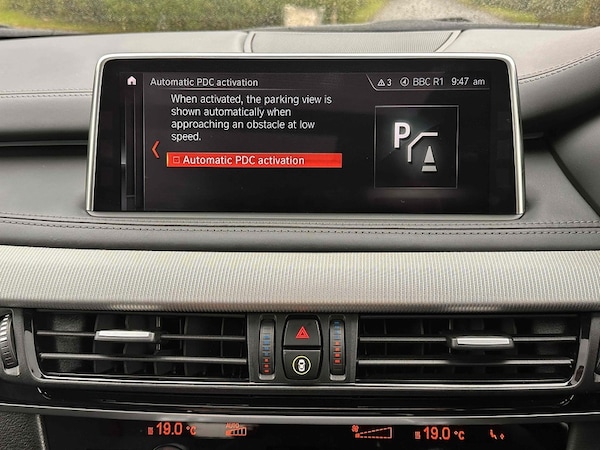 Automatic PDC activation
3 BBC R1 9:47 am
When activated, the parking view is
shown automatically when
approaching an obstacle at low
speed.
Automatic PDC activation
P
19.0 °C AUTO 19.0 °C